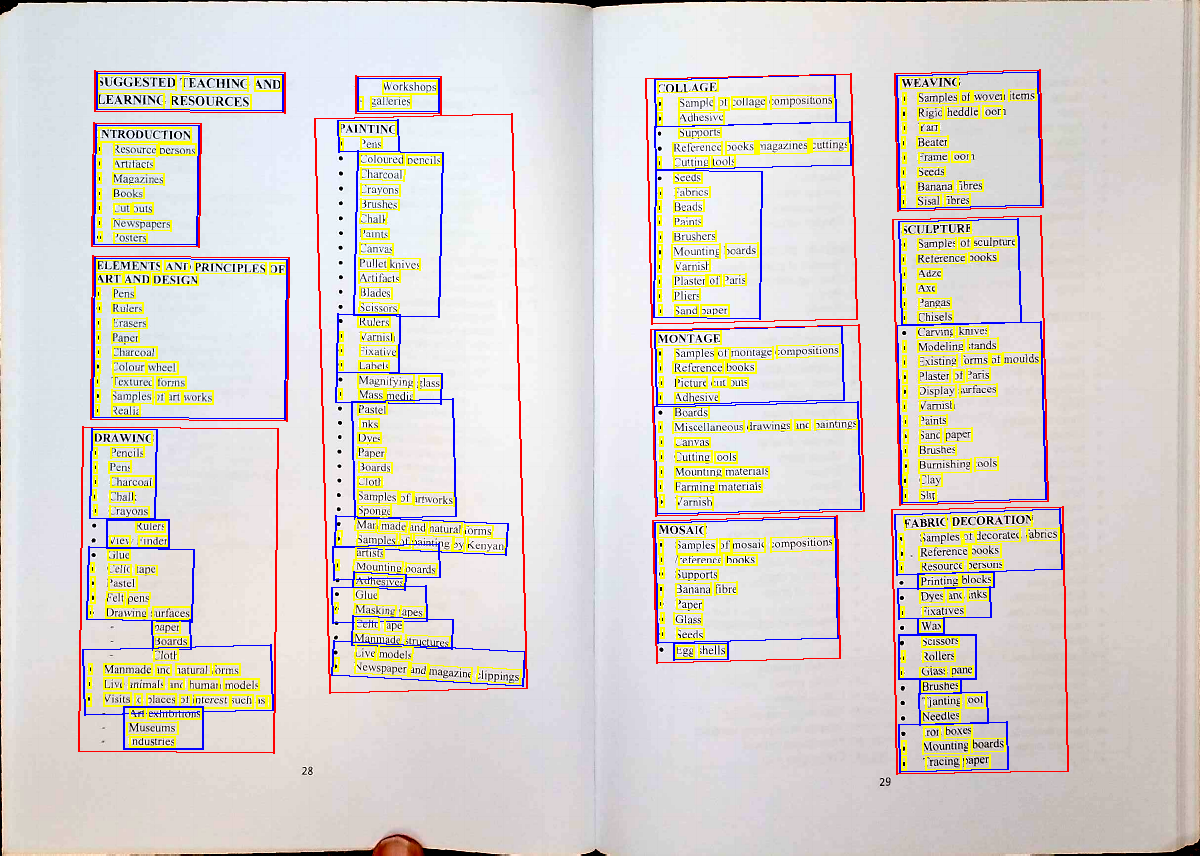 SUGGESTED TEACHING AND
LEARNING RESOURCES
INTRODUCTION
• Resource persons
• Artifacts
• Magazines
• Books
• Cut outs
• Newspapers
• Posters
ELEMENTS AND PRINCIPLES OF
ART AND DESIGN
• Pens
• Rulers
• Erasers
• Paper
• Charcoal
• Colour wheel
• Textured forms
• Samples of art works
• Realia
DRAWING
• Pencils
• Pens
• Charcoal
• Chalk
• Crayons
• Rulers
• View Finder
• Glue
• Cello tape
• Pastel
• Felt pens
• Drawing surfaces
- paper
- Boards
- Cloth
• Manmade and natural forms
• Live animals and human models
• Visits to places of interest such as
- Art exhibitions
- Museums
- industries
- Workshops
- galleries
PAINTING
• Pens
• Coloured pencils
• Charcoal
• Crayons
• Brushes
• Chalk
• Paints
• Canvas
• Pullet knives
• Artifacts
• Blades
• Scissors
• Rulers
• Varnish
• Fixative
• Labels
• Magnifying glass
• Mass media
• Pastel
• Inks
• Dyes
• Paper
• Boards
• Cloth
• Samples of artworks
• Sponge
• Man made and natural forms
• Samples of painting by Kenyan
artists
• Mounting boards
• Adhesives
• Glue
• Masking tapes
• Cello tape
• Manmade structures
• Live models
• Newspaper and magazine clippings
28
COLLAGE
• Sample of collage compositions
• Adhesive
• Supports
• Reference books magazines cuttings
• Cutting tools
• Seeds
• Fabrics
• Beads
• Paints
• Brushers
• Mounting boards
• Varnish
• Plaster of Paris
• Pliers
• Sand paper
MONTAGE
• Samples of montage compositions
• Reference books
• Picture cut outs
• Adhesive
• Boards
• Miscellaneous drawings and paintings
• Canvas
• Cutting tools
• Mounting materials
• Farming materials
• Varnish
MOSAIC
• Samples of mosaic compositions
• reference books
• Supports
• Banana fibre
• Paper
• Glass
• Seeds
• Egg shells
WEAVING
• Samples of woven items
• Rigid heddle loom
• Yarn
• Beater
• Frame loom
• Seeds
• Banana fibres
• Sisal fibres
SCULPTURE
• Samples of sculpture
• Reference books
• Adze
• Axe
• Pangas
• Chisels
• Carving knives
• Modeling stands
• Existing forms of moulds
• Plaster of Paris
• Display surfaces
• Varnish
• Paints
• Sand paper
• Brushes
• Burnishing tools
• Clay
• Slip
FABRIC DECORATION
• Samples of decorated fabrics
• Reference books
• Resource persons
• Printing blocks
• Dyes and inks
• Fixatives
• Wax
• Scissors
• Rollers
• Glass pane
• Brushes
• Tjanting tool
• Needles
• Iron boxes
• Mounting boards
• Tracing paper
29